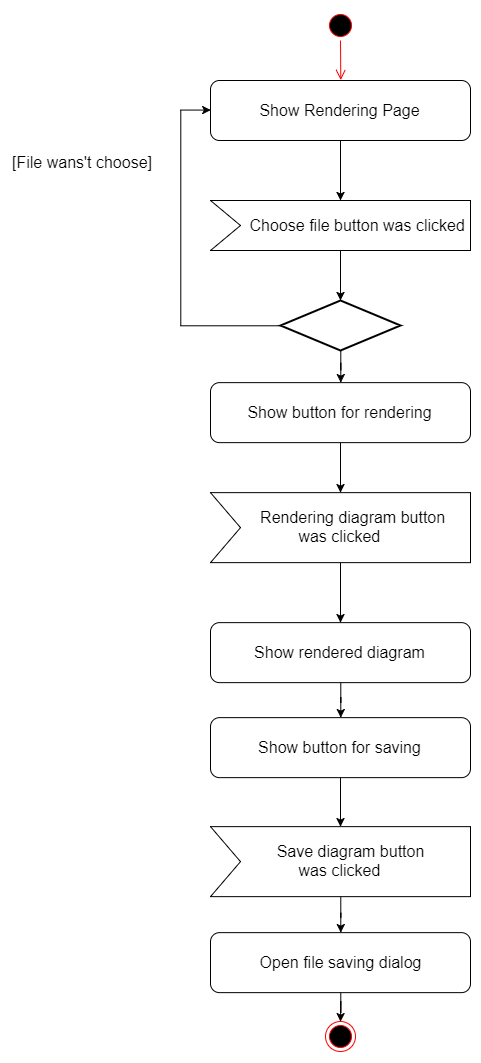 Show Rendering Page
[File wans't choose]
Choose file button was clicked
Show button for rendering
Rendering diagram button
was clicked
Show rendered diagram
Show button for saving
Save diagram button
was clicked
Open file saving dialog